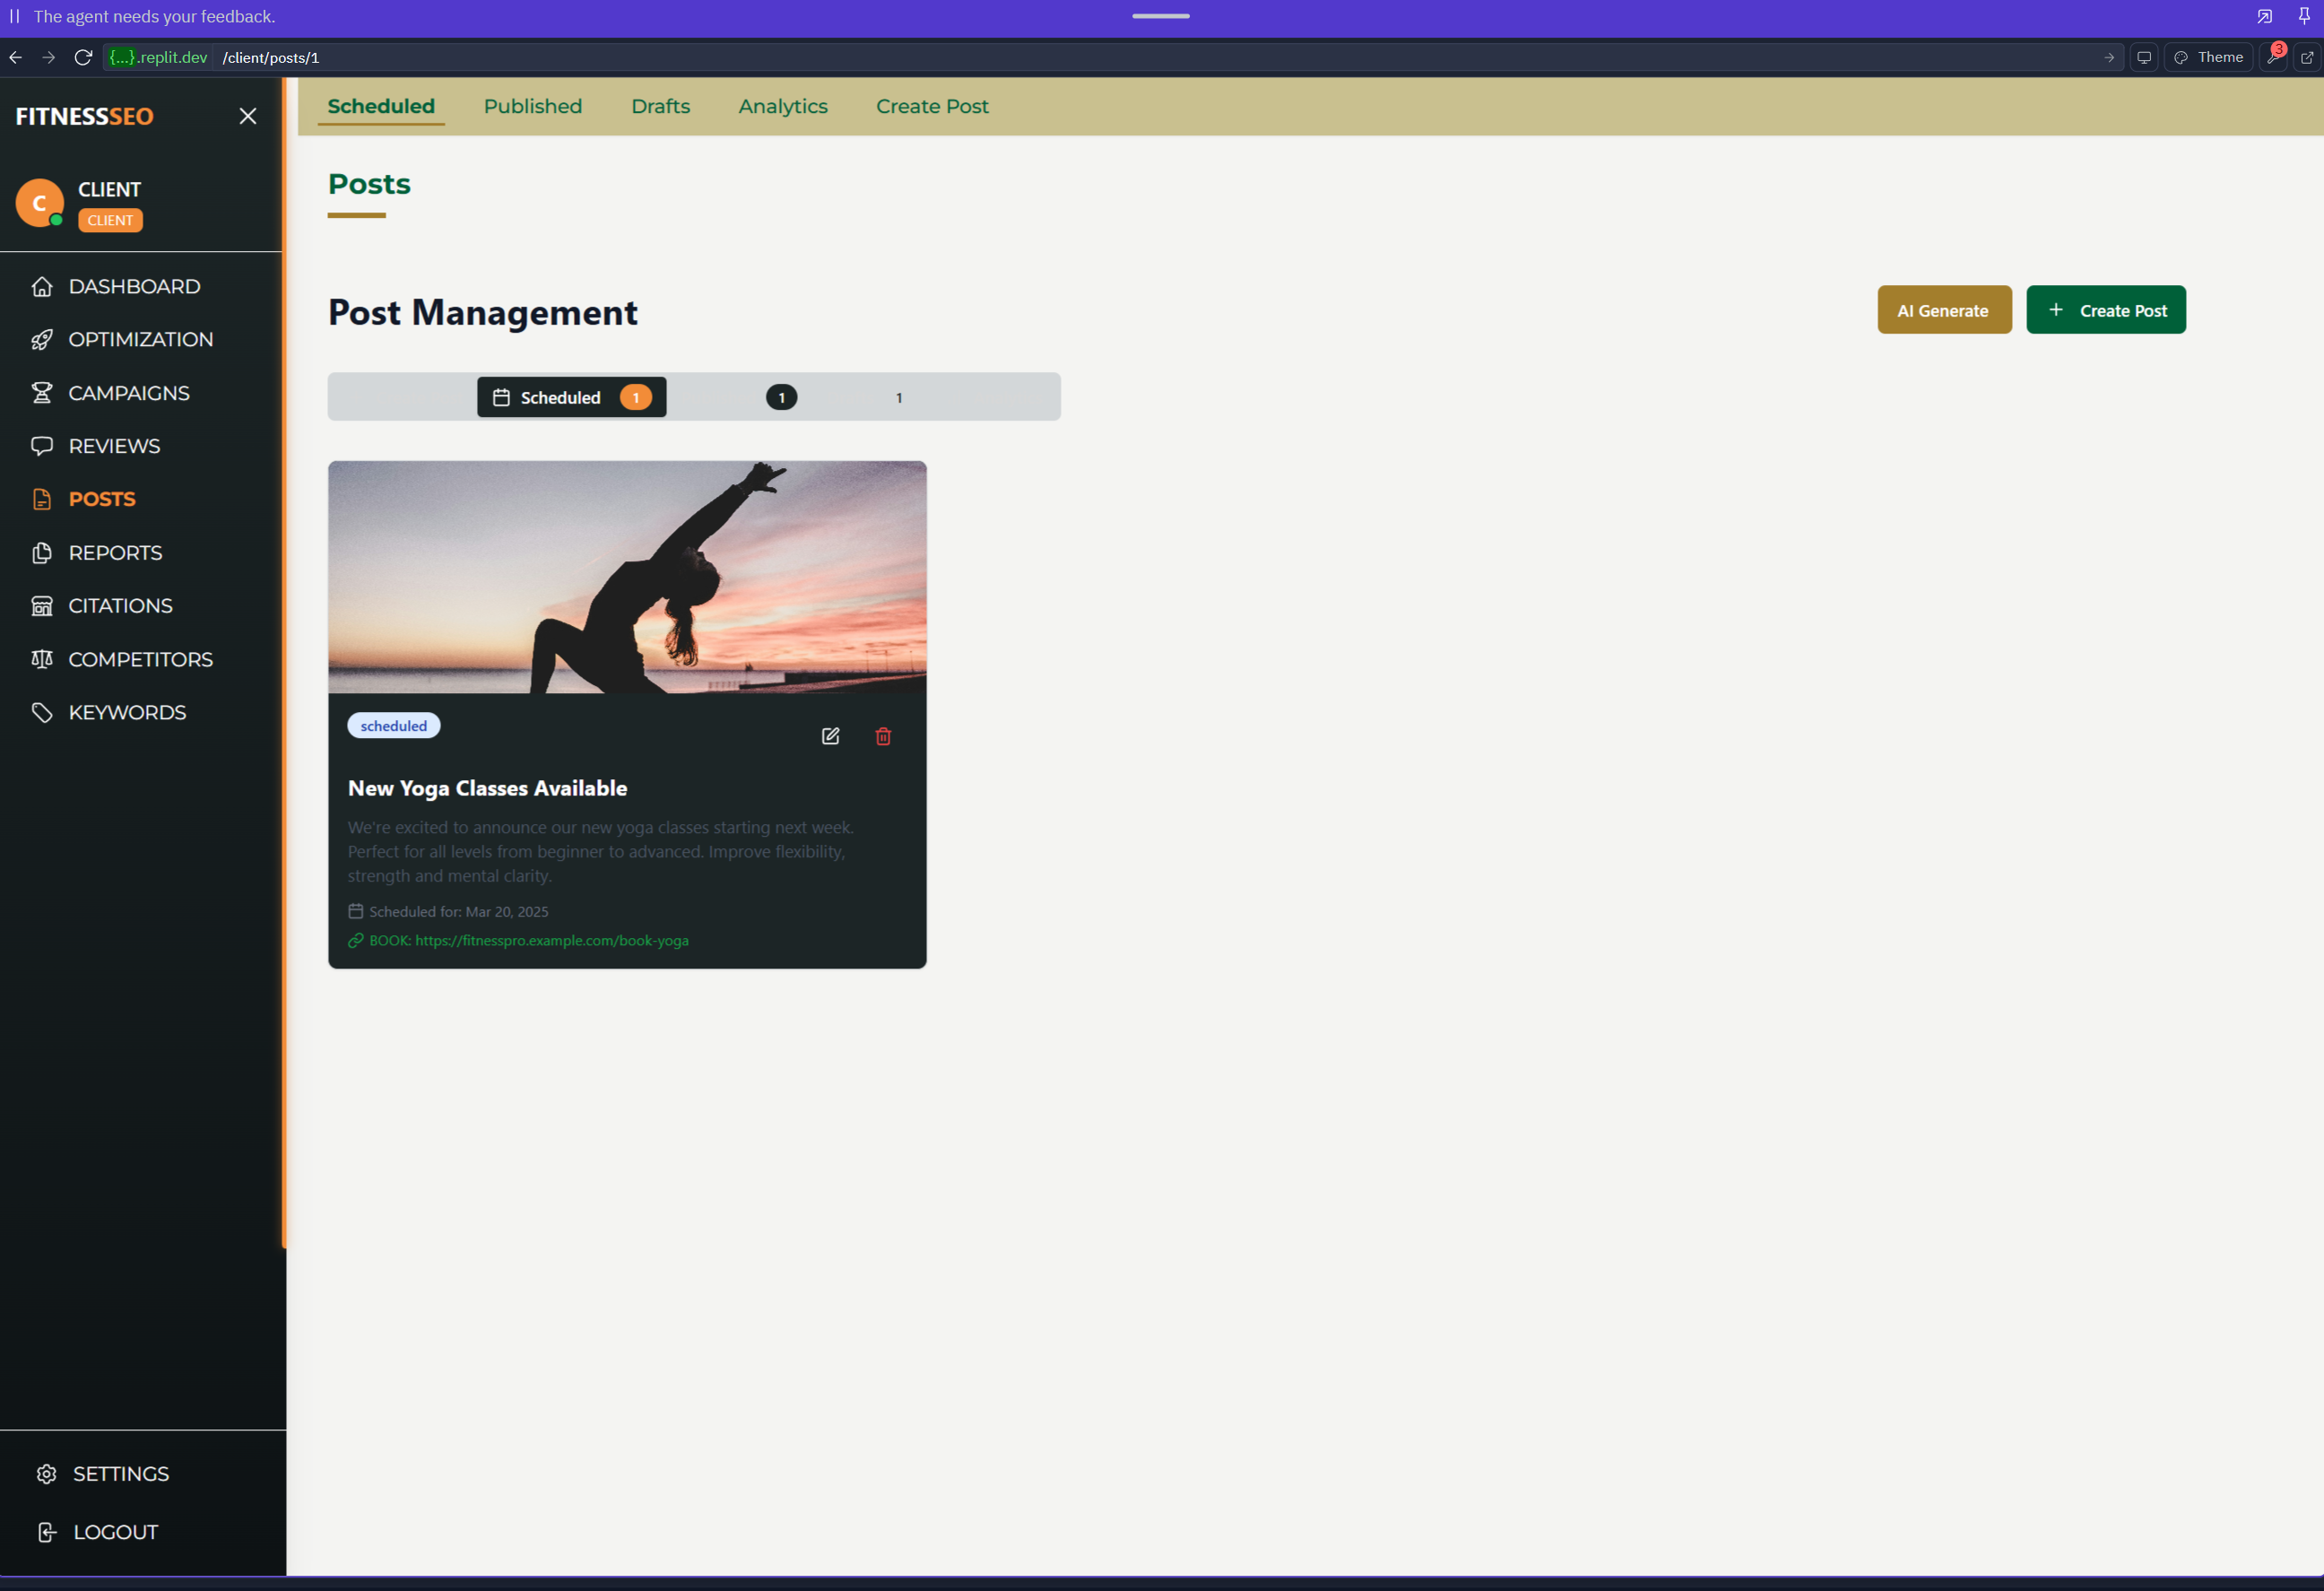 The agent needs your feedback.
{...}.replit.dev /client/posts/1
Theme
3
FITNESSSEO
C
CLIENT
CLIENT
DASHBOARD
OPTIMIZATION
CAMPAIGNS
REVIEWS
POSTS
REPORTS
CITATIONS
COMPETITORS
KEYWORDS
SETTINGS
LOGOUT
Scheduled Published Drafts Analytics Create Post
Posts
Post Management
AI Generate
+ Create Post
Scheduled 1 1 1
scheduled
New Yoga Classes Available
We're excited to announce our new yoga classes starting next week.
Perfect for all levels from beginner to advanced. Improve flexibility,
strength and mental clarity.
Scheduled for: Mar 20, 2025
BOOK: https://fitnesspro.example.com/book-yoga